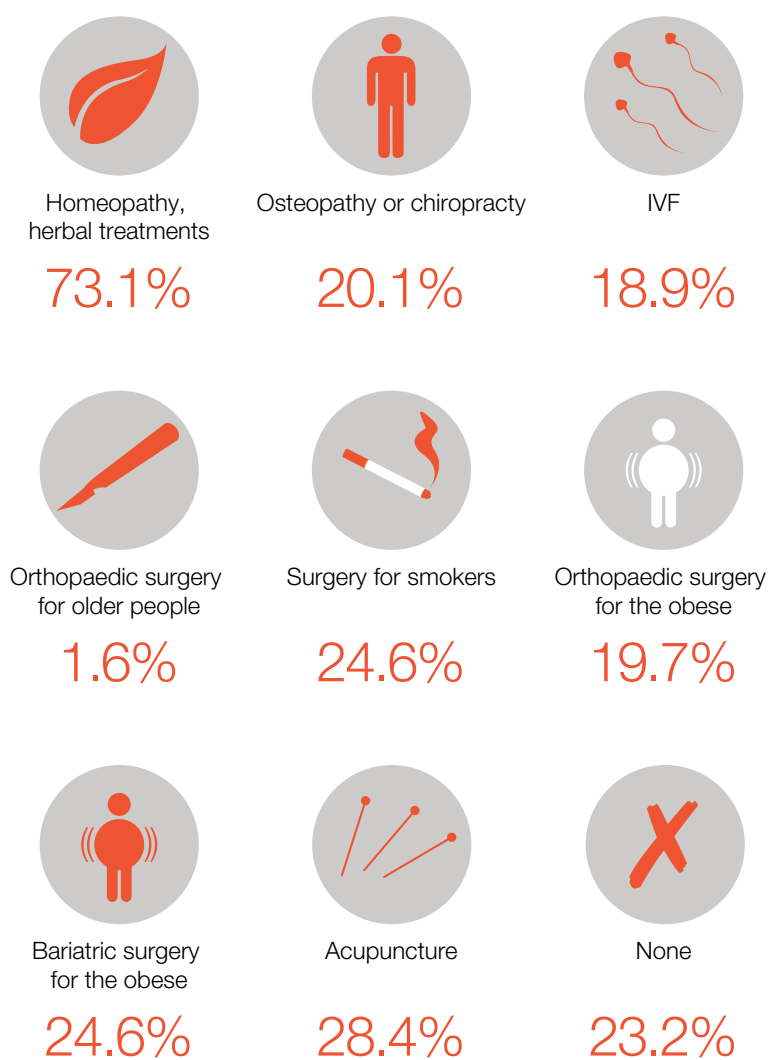 Homeopathy,
herbal treatments
73.1%
Osteopathy or chiropracty
20.1%
IVF
18.9%
Orthopaedic surgery
for older people
1.6%
Surgery for smokers
24.6%
Orthopaedic surgery
for the obese
19.7%
Bariatric surgery
for the obese
24.6%
Acupuncture
28.4%
None
23.2%